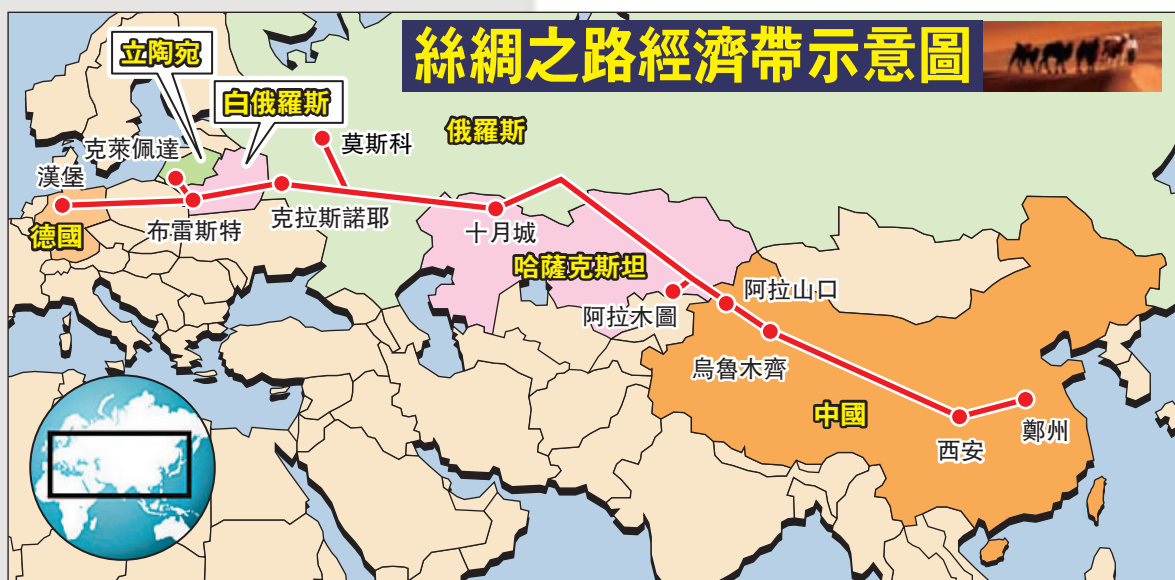 絲綢之路經濟帶示意圖
立陶宛
白俄羅斯
克萊佩達
莫斯科
俄羅斯
漢堡
布雷斯特
克拉斯諾耶
十月城
德國
哈薩克斯坦
阿拉山口
阿拉木圖
烏魯木齊
中國
鄭州
西安